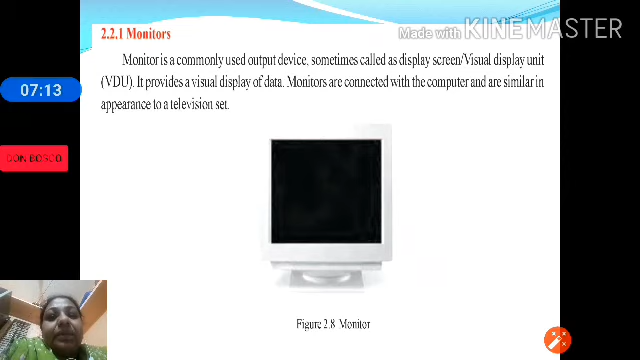 2.2.1 Monitors
Made with KINEMASTER
Monitor is a commonly used output device, sometimes called as display screen/Visual display unit
(VDU). It provides a visual display of data. Monitors are connected with the computer and are similar in
appearance to a television set.
07:13
DON BOSCO
Figure 2.8 Monitor